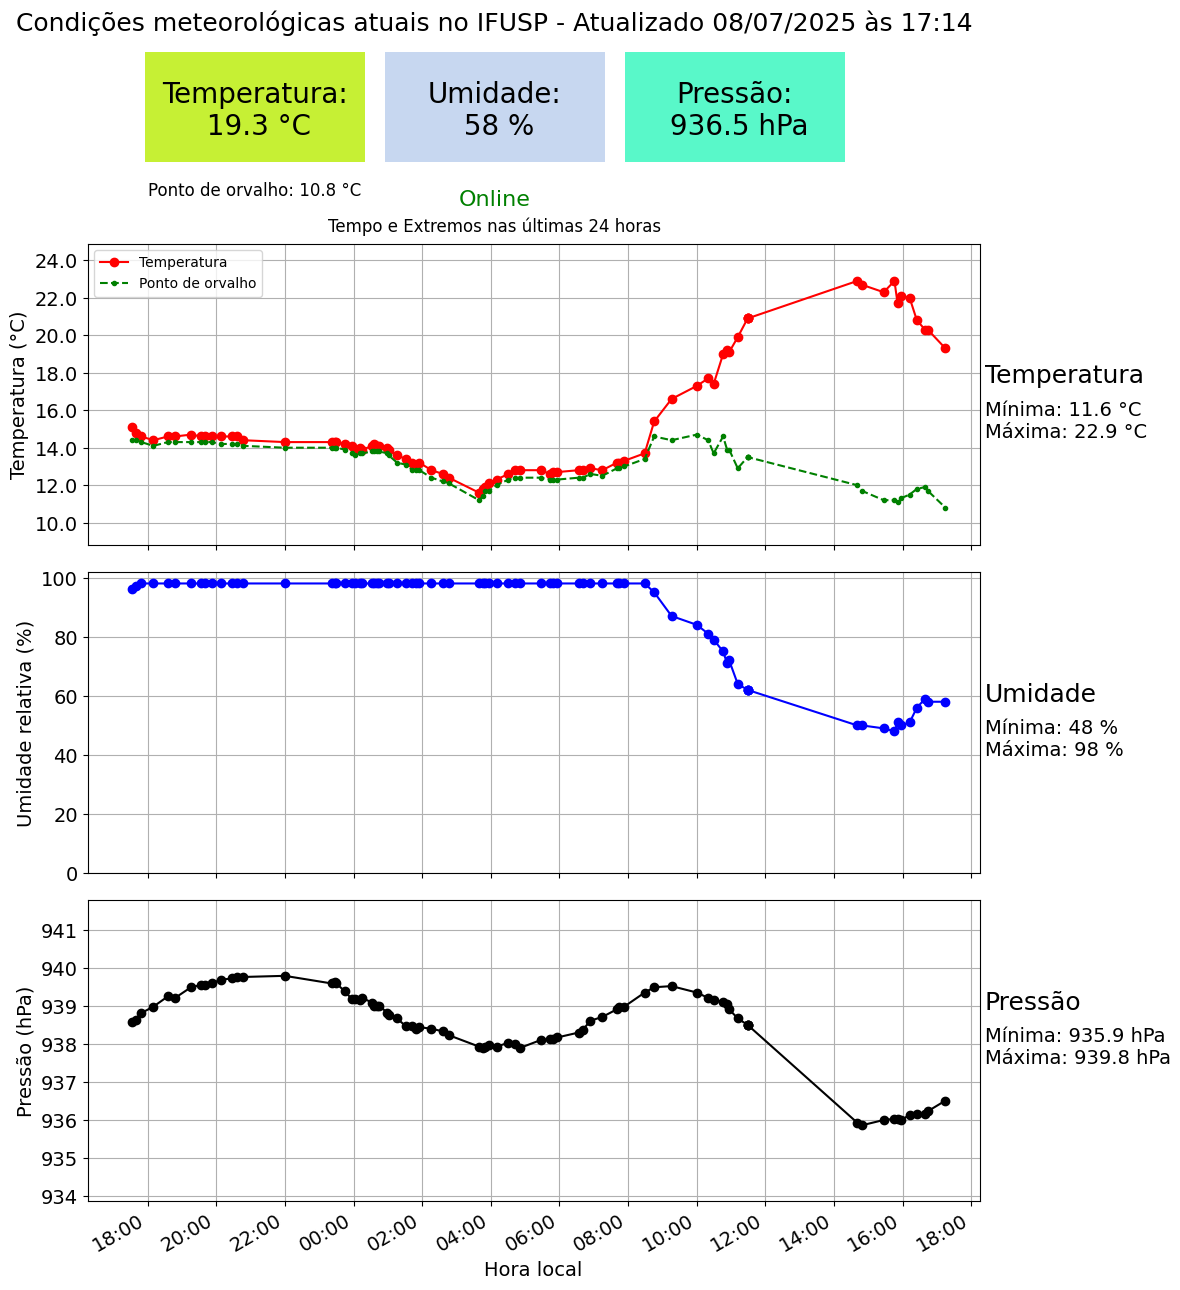 Condições meteorológicas atuais no IFUSP - Atualizado 08/07/2025 às 17:14
Temperatura:
19.3 °C
Umidade:
58 %
Pressão:
936.5 hPa
Ponto de orvalho: 10.8 °C
Online
Tempo e Extremos nas últimas 24 horas
Temperatura
Ponto de orvalho
24.0
22.0
20.0
18.0
16.0
14.0
12.0
10.0
Temperatura (°C)
Temperatura
Mínima: 11.6 °C
Máxima: 22.9 °C
100
80
60
40
20
0
Umidade relativa (%)
Umidade
Mínima: 48 %
Máxima: 98 %
941
940
939
938
937
936
935
934
Pressão (hPa)
Pressão
Mínima: 935.9 hPa
Máxima: 939.8 hPa
18:00
20:00
22:00
00:00
02:00
04:00
06:00
08:00
10:00
12:00
14:00
16:00
18:00
Hora local